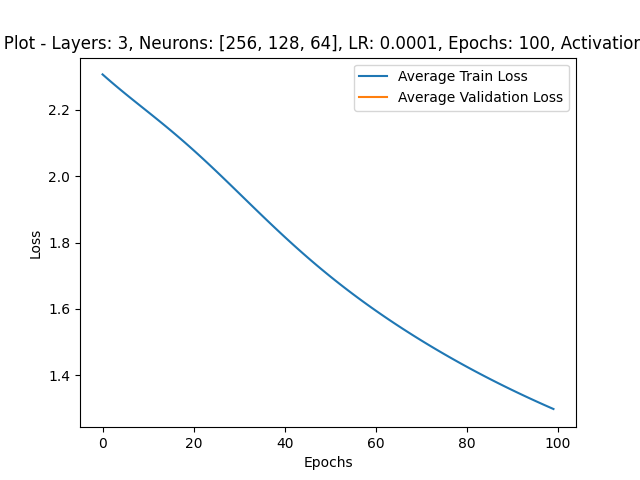 Plot - Layers: 3, Neurons: [256, 128, 64], LR: 0.0001, Epochs: 100, Activation
Average Train Loss
Average Validation Loss
2.2
2.0
1.8
1.6
1.4
Loss
0 20 40 60 80 100
Epochs